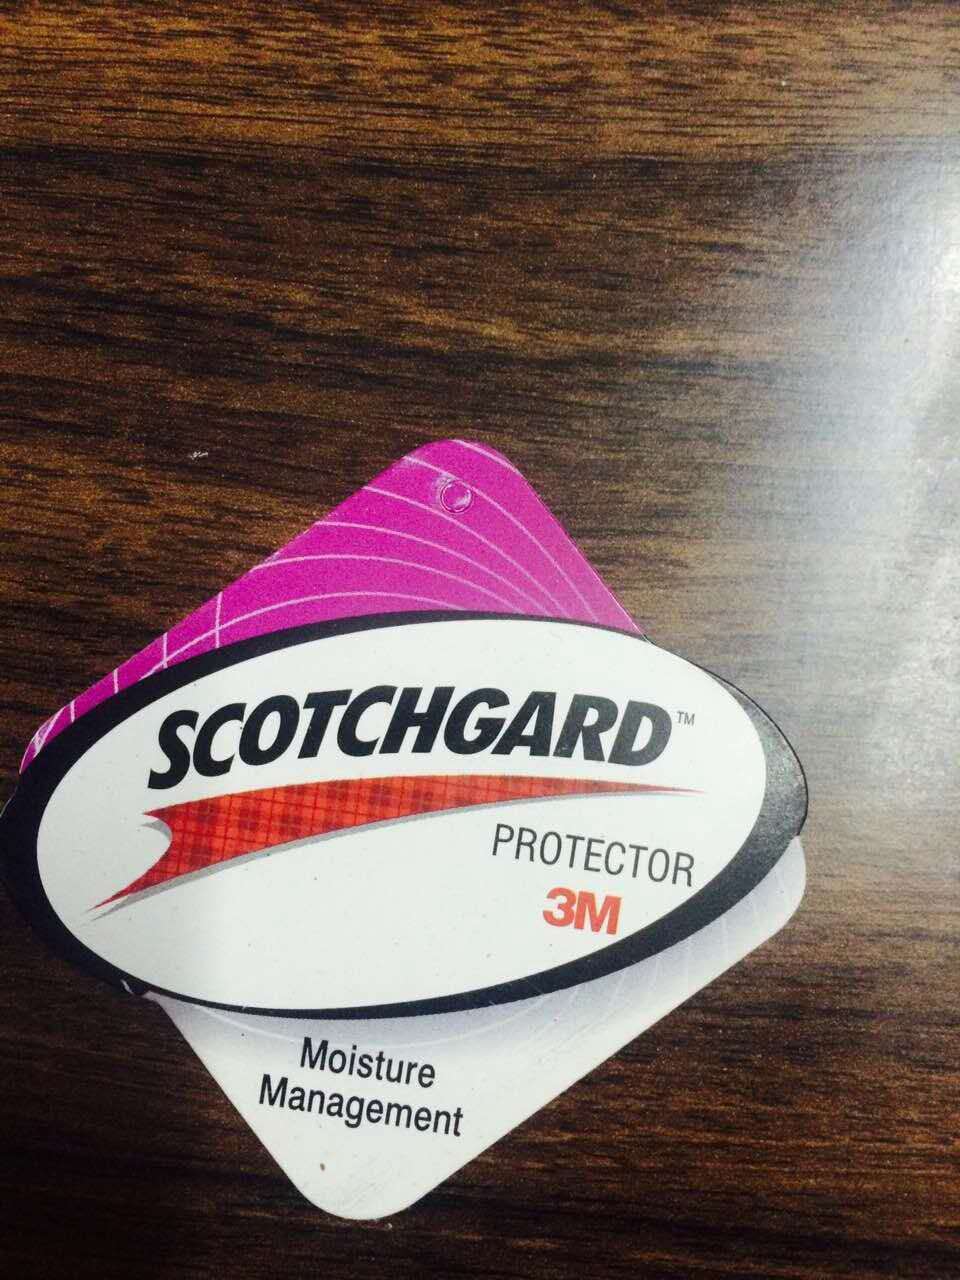 SCOTCHGARD™
PROTECTOR
3M
Moisture
Management